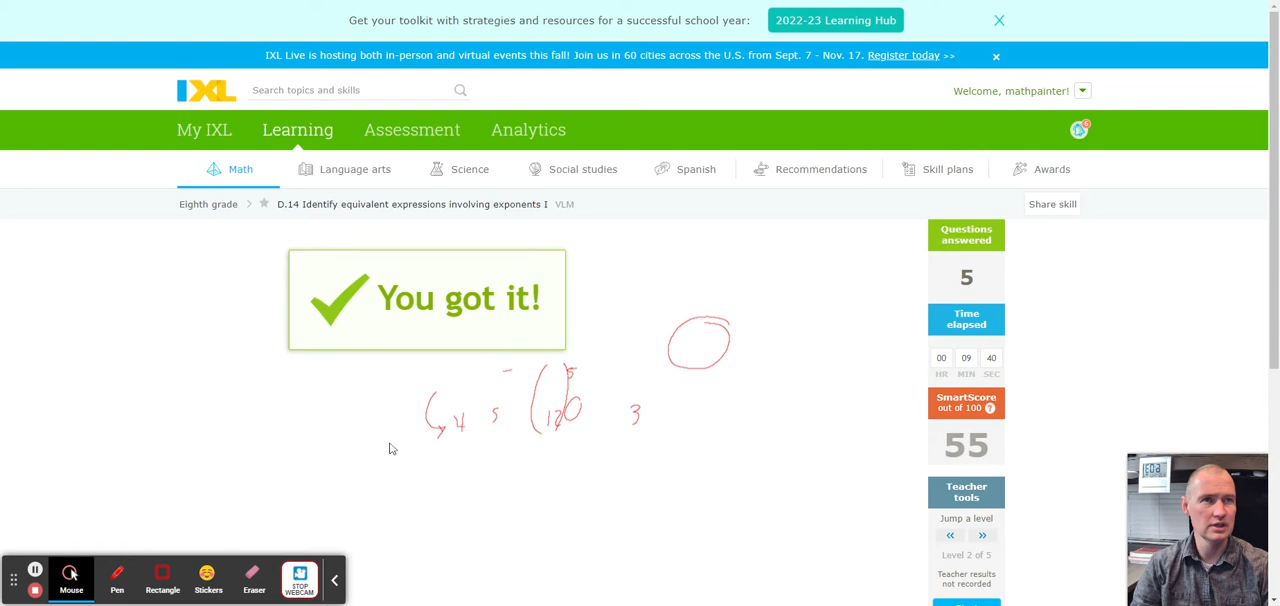 Get your toolkit with strategies and resources for a successful school year: 2022-23 Learning Hub
IXL Live is hosting both in-person and virtual events this fall! Join us in 60 cities across the U.S. from Sept. 7 - Nov. 17. Register today >>
IXL Search topics and skills Welcome, mathpainter!
My IXL Learning Assessment Analytics 6
Math Language arts Science Social studies Spanish Recommendations Skill plans Awards
Eighth grade > D.14 Identify equivalent expressions involving exponents I VLM Share skill
Questions answered
5
You got it!
Time elapsed
00 09 40
HR MIN SEC
SmartScore
out of 100 ?
55
4 5 ( ) 5 3
Teacher tools
Jump a level
<< >>
Level 2 of 5
Teacher results not recorded
Mouse Pen Rectangle Stickers Eraser STOP WEBCAM